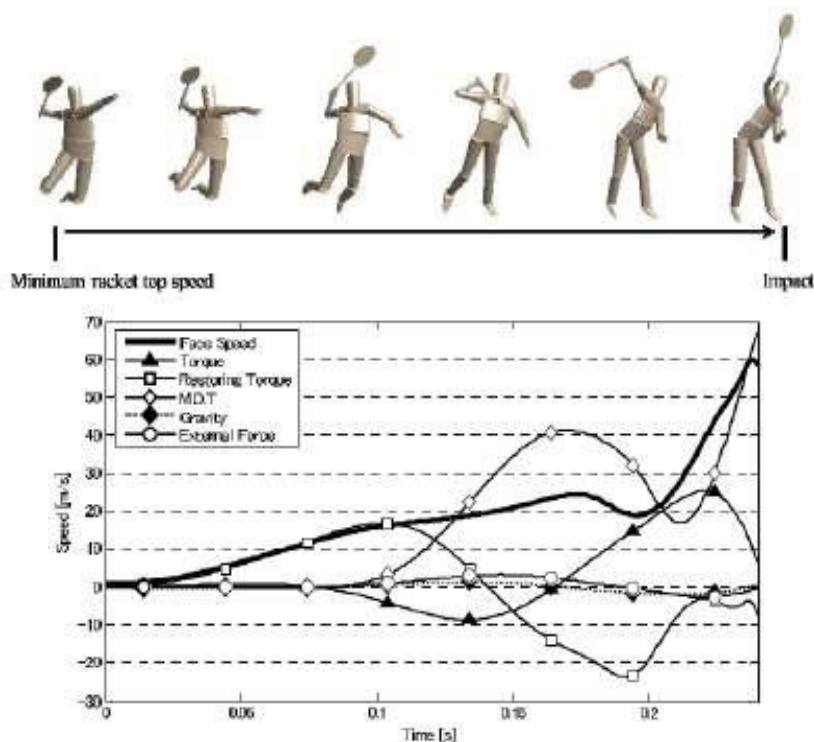 Minimum racket top speed
Impact
70
60
50
40
30
20
10
0
-10
-20
-30
Speed [m/s]
Face Speed
Torque
Restoring Torque
M.D.T
Gravity
External Force
0
0.05
0.1
0.15
0.2
Time [s]